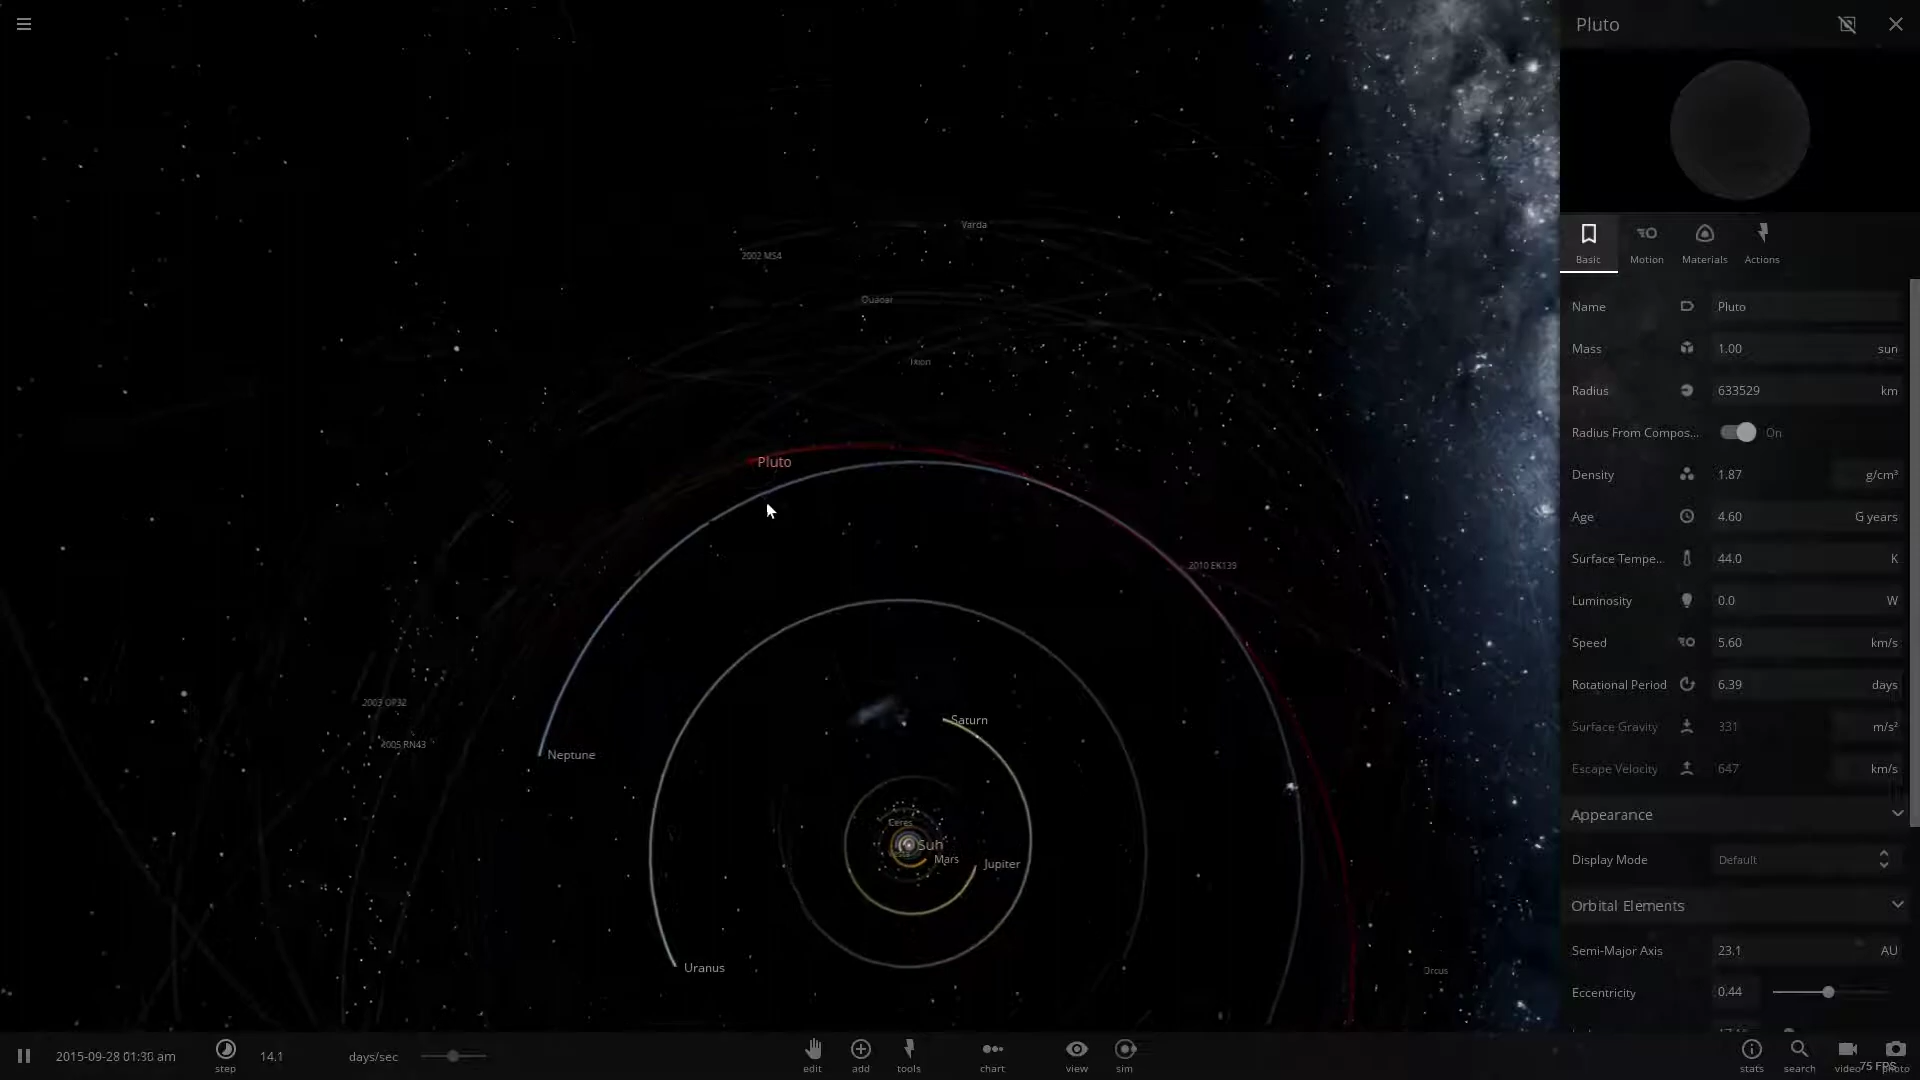 Pluto
Varda
2002 MS4
Quaoar
Ixion
Pluto
2010 EK139
2003 OP32
2005 RN43
Neptune
Saturn
Ceres
Sun
Vesta
Mars
Jupiter
Uranus
Orcus
Basic
Motion
Materials
Actions
Name Pluto
Mass 1.00 sun
Radius 633529 km
Radius From Compos... On
Density 1.87 g/cm³
Age 4.60 G years
Surface Tempe... 44.0 K
Luminosity 0.0 W
Speed 5.60 km/s
Rotational Period 6.39 days
Surface Gravity 331 m/s²
Escape Velocity 647 km/s
Appearance
Display Mode Default
Orbital Elements
Semi-Major Axis 23.1 AU
Eccentricity 0.44
2015-09-28 01:30 am
step
14.1 days/sec
edit
add
tools
chart
view
sim
stats
search
video
photo
75 FPS